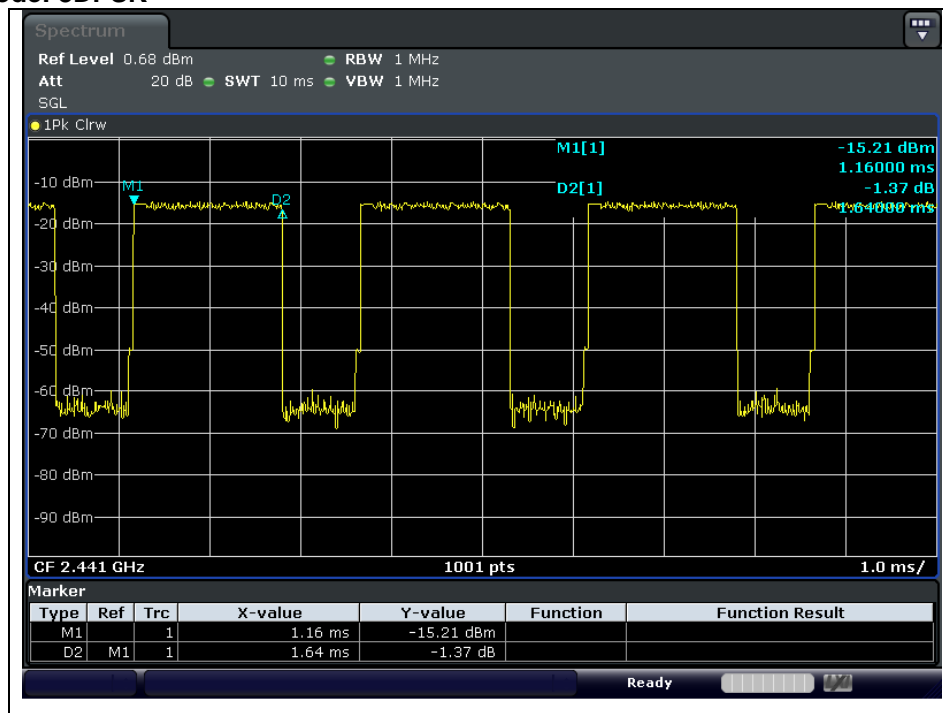 Spectrum
Ref Level 0.68 dBm RBW 1 MHz
Att 20 dB SWT 10 ms VBW 1 MHz
SGL
1Pk Clrw
M1[1] -15.21 dBm
1.16000 ms
D2[1] -1.37 dB
1.64000 ms
M1
D2
-10 dBm
-20 dBm
-30 dBm
-40 dBm
-50 dBm
-60 dBm
-70 dBm
-80 dBm
-90 dBm
CF 2.441 GHz 1001 pts 1.0 ms/
Marker
Type Ref Trc X-value Y-value Function Function Result
M1 1 1.16 ms -15.21 dBm
D2 M1 1 1.64 ms -1.37 dB
Ready